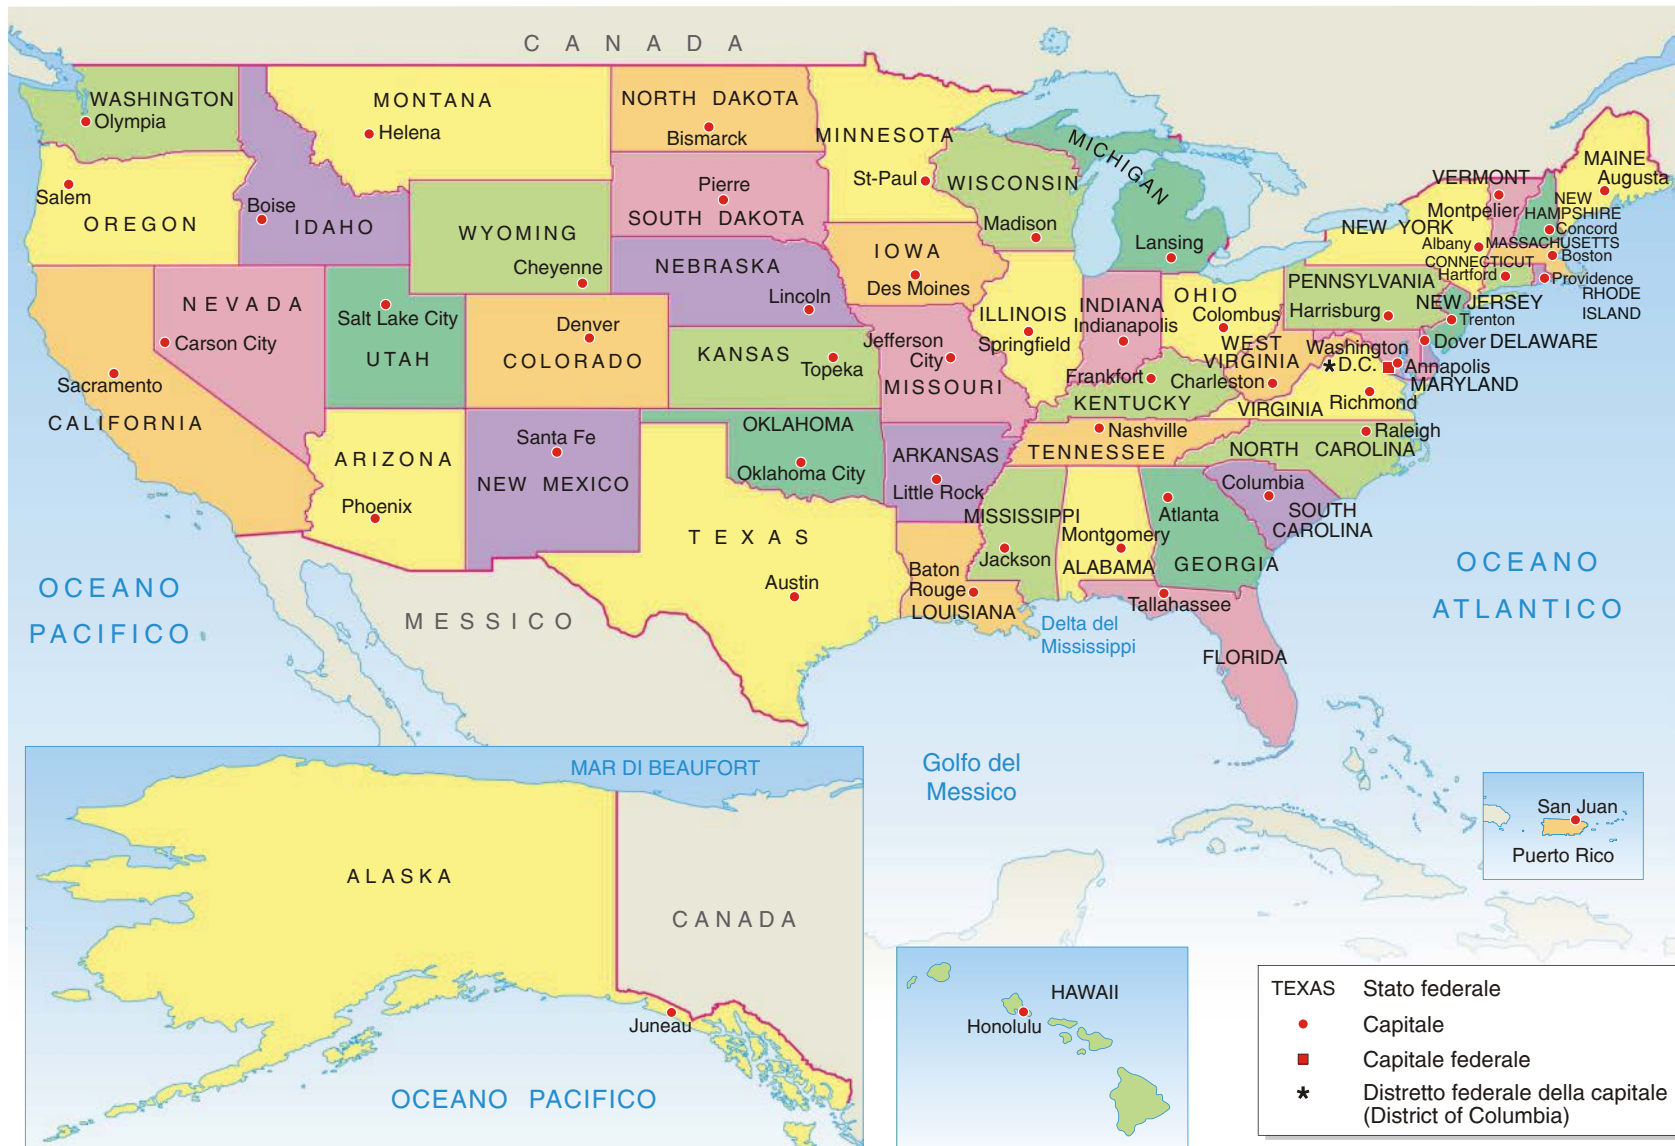 CANADA
WASHINGTON
Olympia
MONTANA
Helena
NORTH DAKOTA
Bismarck
MINNESOTA
St-Paul
MICHIGAN
Lansing
WISCONSIN
Madison
MAINE
Augusta
VERMONT
Montpelier
NEW
HAMPSHIRE
Concord
NEW YORK
Albany
MASSACHUSETTS
Boston
CONNECTICUT
Hartford
Providence
RHODE
ISLAND
Salem
OREGON
Boise
IDAHO
WYOMING
Cheyenne
Pierre
SOUTH DAKOTA
NEBRASKA
Lincoln
IOWA
Des Moines
ILLINOIS
Springfield
INDIANA
Indianapolis
OHIO
Colombus
PENNSYLVANIA
Harrisburg
NEW JERSEY
Trenton
Dover DELAWARE
NEVADA
Carson City
Salt Lake City
UTAH
Denver
COLORADO
KANSAS
Topeka
Jefferson
City
MISSOURI
Frankfort
KENTUCKY
WEST
VIRGINIA
Charleston
Washington
* D.C.
Annapolis
MARYLAND
VIRGINIA
Richmond
Sacramento
CALIFORNIA
ARIZONA
Phoenix
Santa Fe
NEW MEXICO
OKLAHOMA
Oklahoma City
ARKANSAS
Little Rock
Nashville
TENNESSEE
Raleigh
NORTH CAROLINA
Columbia
SOUTH
CAROLINA
TEXAS
Austin
MISSISSIPPI
Jackson
Montgomery
ALABAMA
Atlanta
GEORGIA
Baton
Rouge
LOUISIANA
Tallahassee
FLORIDA
OCEANO
PACIFICO
MESSICO
Delta del
Mississippi
OCEANO
ATLANTICO
Golfo del
Messico
MAR DI BEAUFORT
ALASKA
CANADA
Juneau
OCEANO PACIFICO
HAWAII
Honolulu
San Juan
Puerto Rico
TEXAS Stato federale
Capitale
Capitale federale
* Distretto federale della capitale
(District of Columbia)